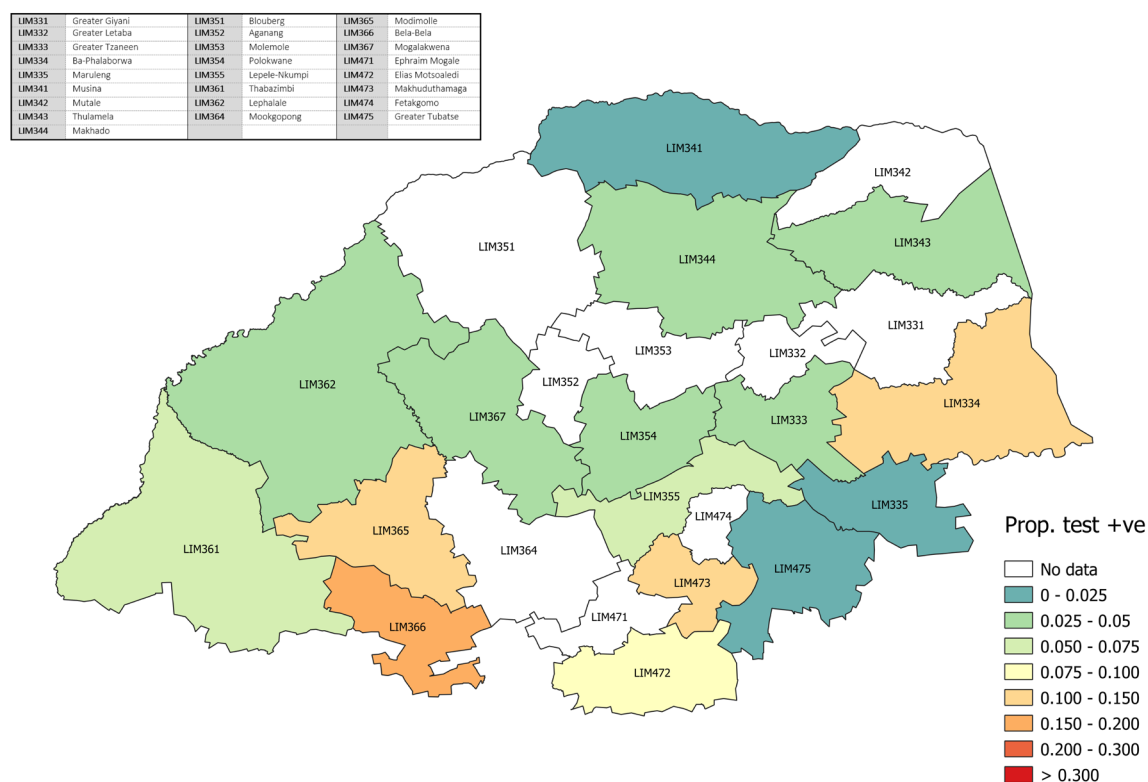 LIM331 Greater Giyani LIM351 Blouberg LIM365 Modimolle
LIM332 Greater Letaba LIM352 Aganang LIM366 Bela-Bela
LIM333 Greater Tzaneen LIM353 Molemole LIM367 Mogalakwena
LIM334 Ba-Phalaborwa LIM354 Polokwane LIM471 Ephraim Mogale
LIM335 Maruleng LIM355 Lepele-Nkumpi LIM472 Elias Motsoaledi
LIM341 Musina LIM361 Thabazimbi LIM473 Makhuduthamaga
LIM342 Mutale LIM362 Lephalale LIM474 Fetakgomo
LIM343 Thulamela LIM364 Mookgopong LIM475 Greater Tubatse
LIM344 Makhado
LIM341
LIM342
LIM343
LIM351
LIM344
LIM331
LIM353
LIM332
LIM352
LIM362
LIM334
LIM367
LIM333
LIM354
LIM355
LIM335
LIM474
LIM365
LIM361
LIM364
LIM475
LIM473
LIM471
LIM366
LIM472
Prop. test +ve
No data
0 - 0.025
0.025 - 0.05
0.050 - 0.075
0.075 - 0.100
0.100 - 0.150
0.150 - 0.200
0.200 - 0.300
> 0.300